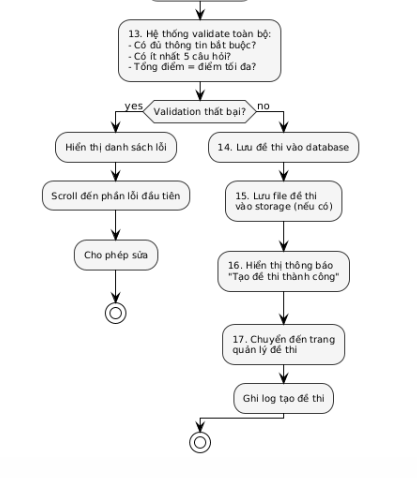 13. Hệ thống validate toàn bộ:
- Có đủ thông tin bắt buộc?
- Có ít nhất 5 câu hỏi?
- Tổng điểm = điểm tối đa?
yes
Validation thất bại?
no
Hiển thị danh sách lỗi
14. Lưu đề thi vào database
Scroll đến phần lỗi đầu tiên
15. Lưu file đề thi
vào storage (nếu có)
Cho phép sửa
16. Hiển thị thông báo
"Tạo đề thi thành công"
17. Chuyển đến trang
quản lý đề thi
Ghi log tạo đề thi